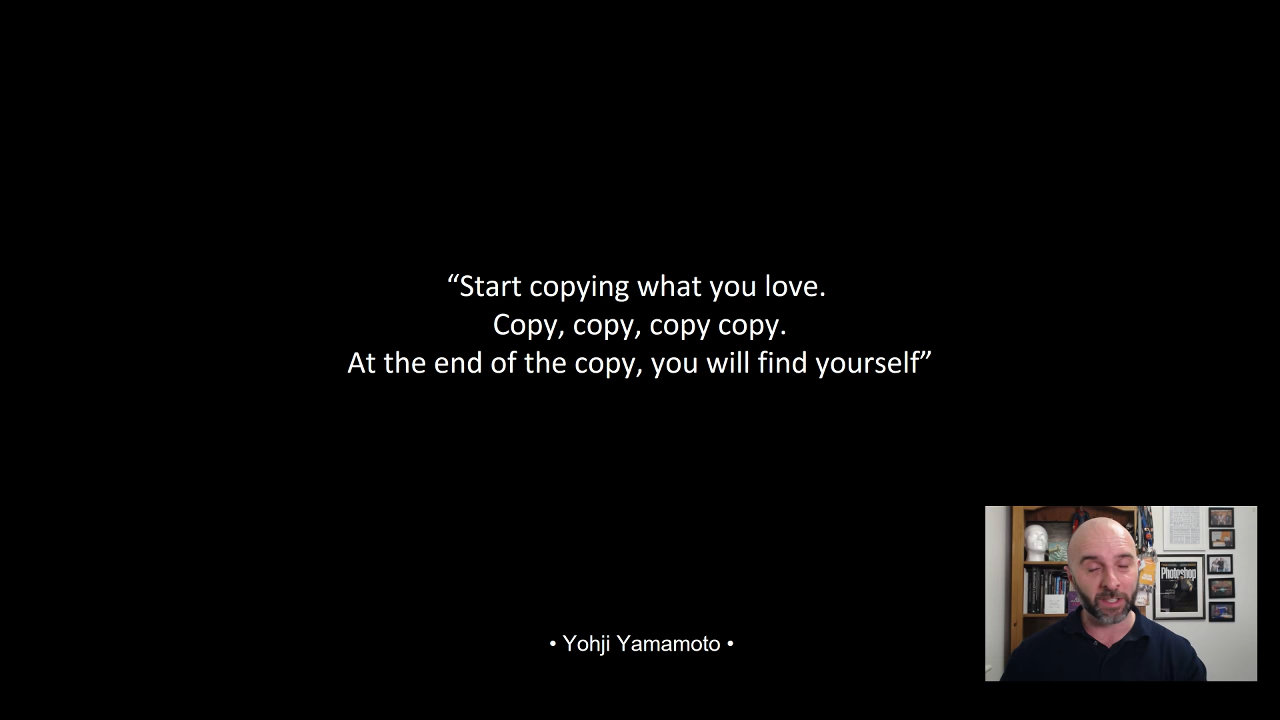 “Start copying what you love.
Copy, copy, copy copy.
At the end of the copy, you will find yourself”
• Yohji Yamamoto •
Photoshop